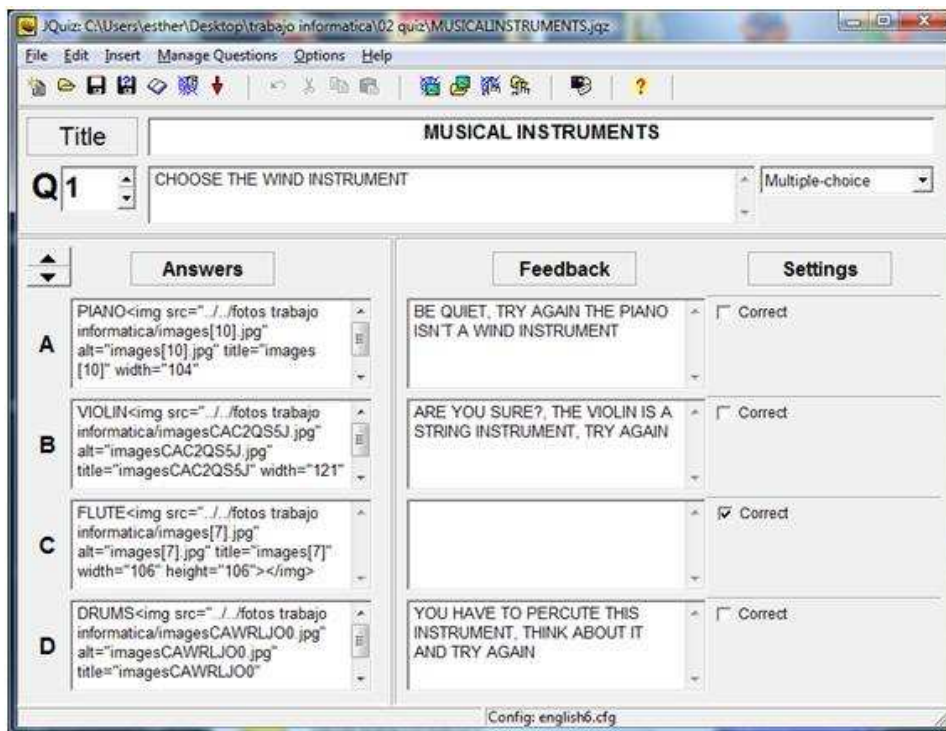 JQuiz: C:\Users\esther\Desktop\trabajo informatica\02 quiz\MUSICALINSTRUMENTS.jqz
File Edit Insert Manage Questions Options Help
Title
MUSICAL INSTRUMENTS
Q 1
CHOOSE THE WIND INSTRUMENT
Multiple-choice
Answers
Feedback
Settings
A
PIANO<img src="../../fotos trabajo
informatica/images[10].jpg"
alt="images[10].jpg" title="images
[10]" width="104"
BE QUIET, TRY AGAIN THE PIANO
ISN'T A WIND INSTRUMENT
Correct
B
VIOLIN<img src="../../fotos trabajo
informatica/imagesCAC2QS5J.jpg"
alt="imagesCAC2QS5J.jpg"
title="imagesCAC2QS5J" width="121"
ARE YOU SURE?, THE VIOLIN IS A
STRING INSTRUMENT, TRY AGAIN
Correct
C
FLUTE<img src="../../fotos trabajo
informatica/images[7].jpg"
alt="images[7].jpg" title="images[7]"
width="106" height="106"></img>
Correct
D
DRUMS<img src="../../fotos trabajo
informatica/imagesCAWRLJO0.jpg"
alt="imagesCAWRLJO0.jpg"
title="imagesCAWRLJO0"
YOU HAVE TO PERCUTE THIS
INSTRUMENT, THINK ABOUT IT
AND TRY AGAIN
Correct
Config: english6.cfg